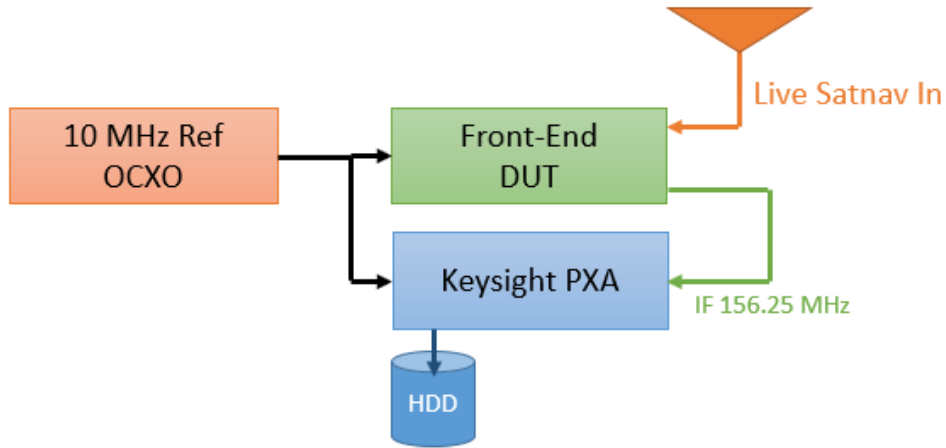 Live Satnav In
10 MHz Ref
OCXO
Front-End
DUT
Keysight PXA
IF 156.25 MHz
HDD